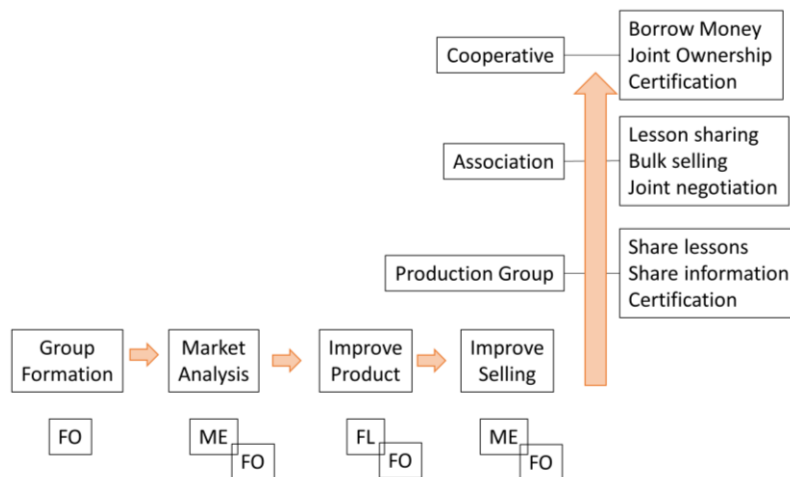 Cooperative
Borrow Money
Joint Ownership
Certification
Association
Lesson sharing
Bulk selling
Joint negotiation
Production Group
Share lessons
Share information
Certification
Group
Formation
Market
Analysis
Improve
Product
Improve
Selling
FO
ME
FO
FL
FO
ME
FO